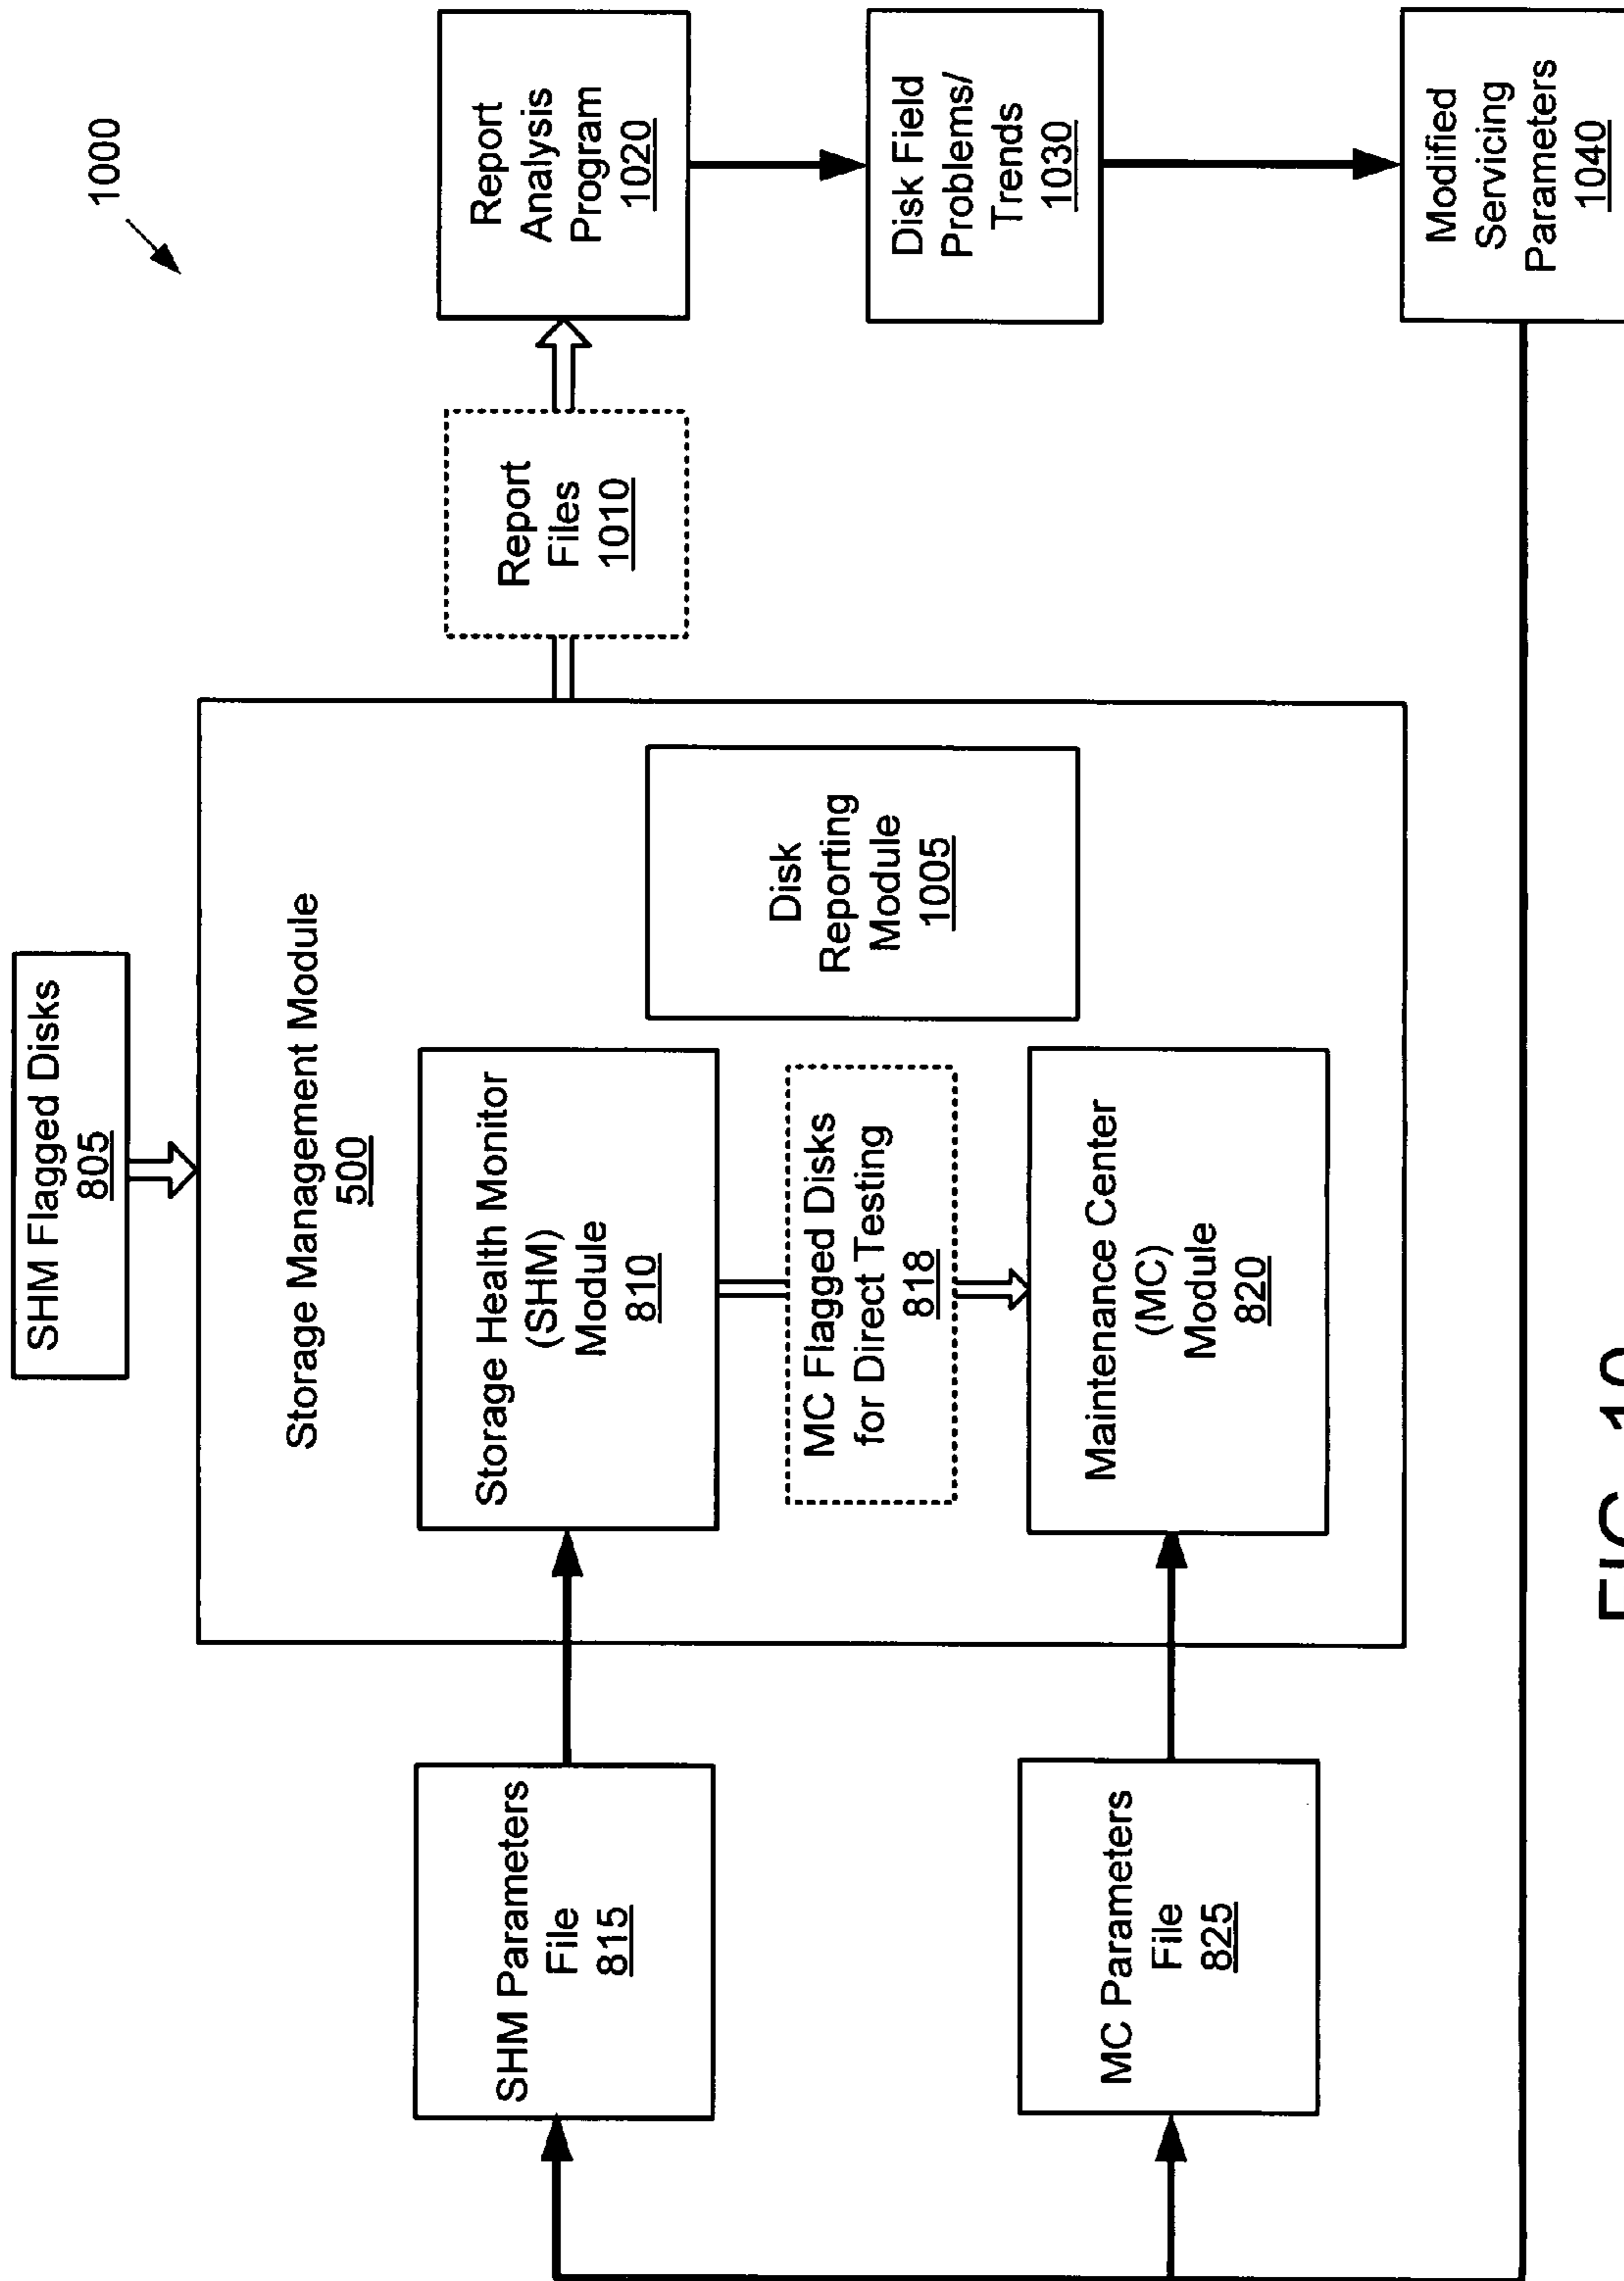 SHM Flagged Disks
805
1000
Storage Management Module
500
SHM Parameters
File
815
Storage Health Monitor
(SHM)
Module
810
Report
Files
1010
Report
Analysis
Program
1020
MC Flagged Disks
for Direct Testing
818
Disk
Reporting
Module
1005
Disk Field
Problems/
Trends
1030
MC Parameters
File
825
Maintenance Center
(MC)
Module
820
Modified
Servicing
Parameters
1040
FIG. 10